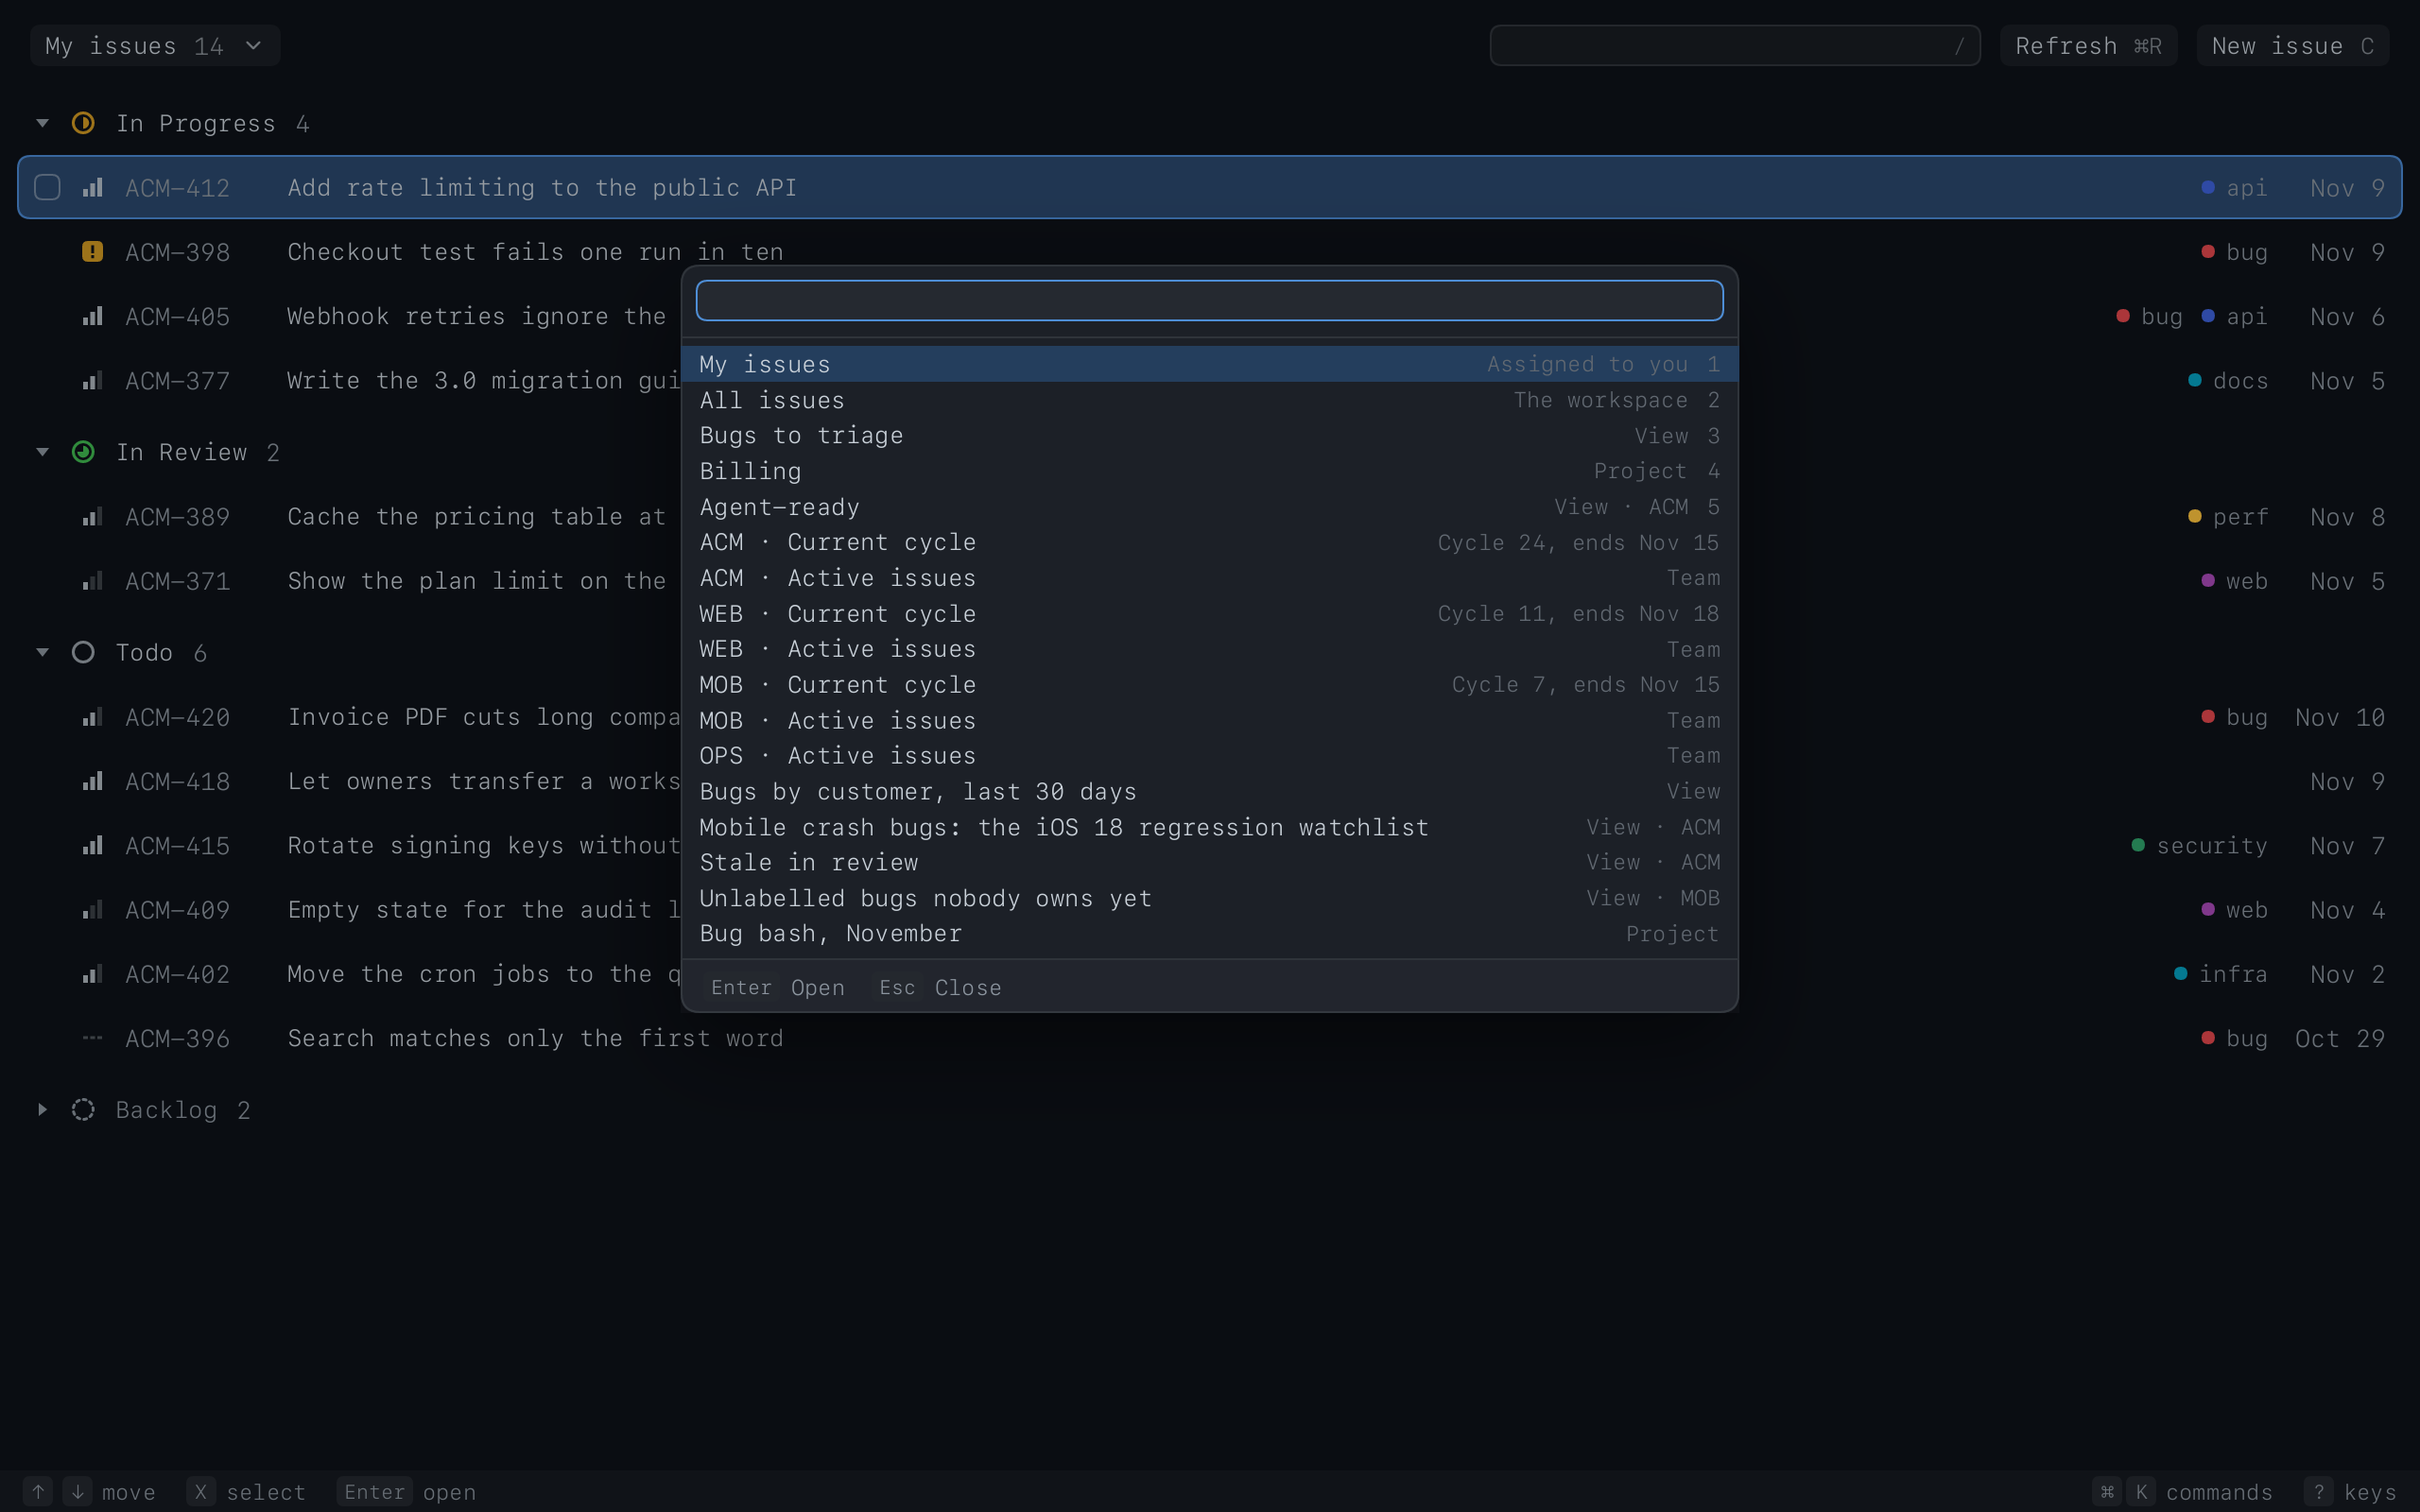 My issues 14
/
Refresh ⌘R
New issue C
In Progress 4
ACM-412 Add rate limiting to the public API api Nov 9
ACM-398 Checkout test fails one run in ten bug Nov 9
ACM-405 Webhook retries ignore the bug api Nov 6
ACM-377 Write the 3.0 migration gui docs Nov 5
In Review 2
ACM-389 Cache the pricing table at perf Nov 8
ACM-371 Show the plan limit on the web Nov 5
Todo 6
ACM-420 Invoice PDF cuts long compa bug Nov 10
ACM-418 Let owners transfer a works Nov 9
ACM-415 Rotate signing keys without security Nov 7
ACM-409 Empty state for the audit l web Nov 4
ACM-402 Move the cron jobs to the q infra Nov 2
ACM-396 Search matches only the first word bug Oct 29
Backlog 2
My issues Assigned to you 1
All issues The workspace 2
Bugs to triage View 3
Billing Project 4
Agent-ready View · ACM 5
ACM · Current cycle Cycle 24, ends Nov 15
ACM · Active issues Team
WEB · Current cycle Cycle 11, ends Nov 18
WEB · Active issues Team
MOB · Current cycle Cycle 7, ends Nov 15
MOB · Active issues Team
OPS · Active issues Team
Bugs by customer, last 30 days View
Mobile crash bugs: the iOS 18 regression watchlist View · ACM
Stale in review View · ACM
Unlabelled bugs nobody owns yet View · MOB
Bug bash, November Project
Enter Open Esc Close
↑ ↓ move X select Enter open
⌘ K commands ? keys